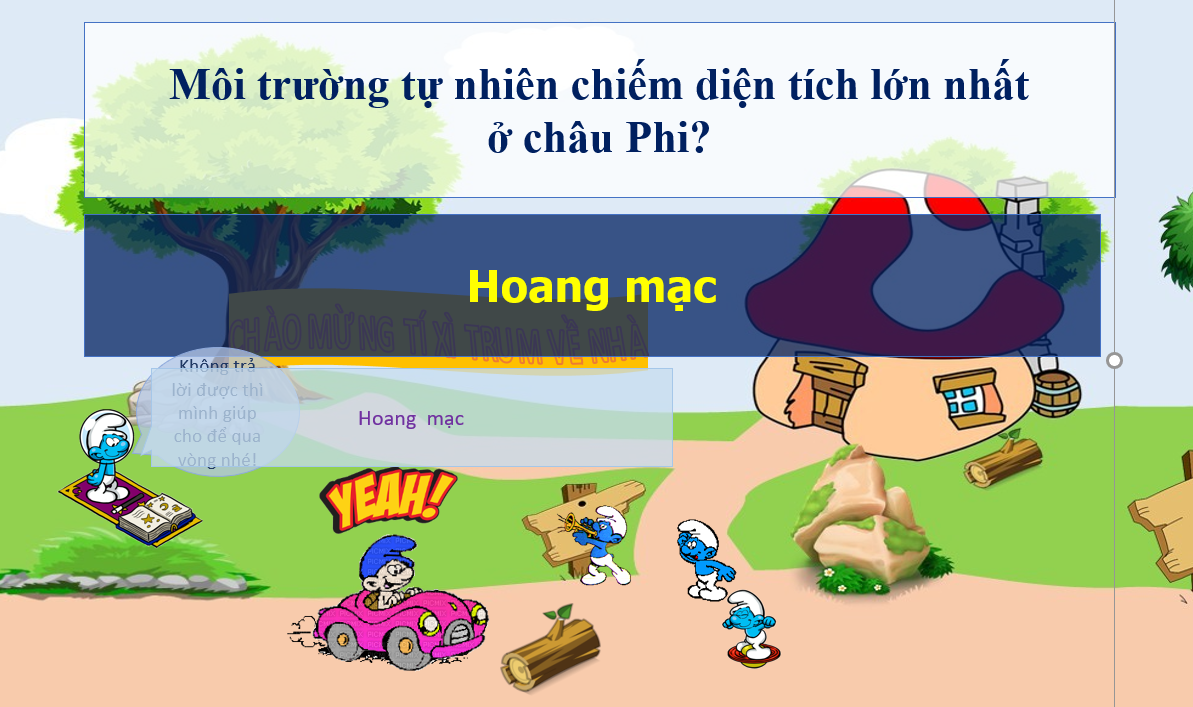 Môi trường tự nhiên chiếm diện tích lớn nhất
ở châu Phi?
Hoang mạc
CHÀO MỪNG TÍ XÌ TRUM VỀ NHÀ
Không trả
lời được thì
mình giúp
cho để qua
vòng nhé!
Hoang mạc
YEAH!